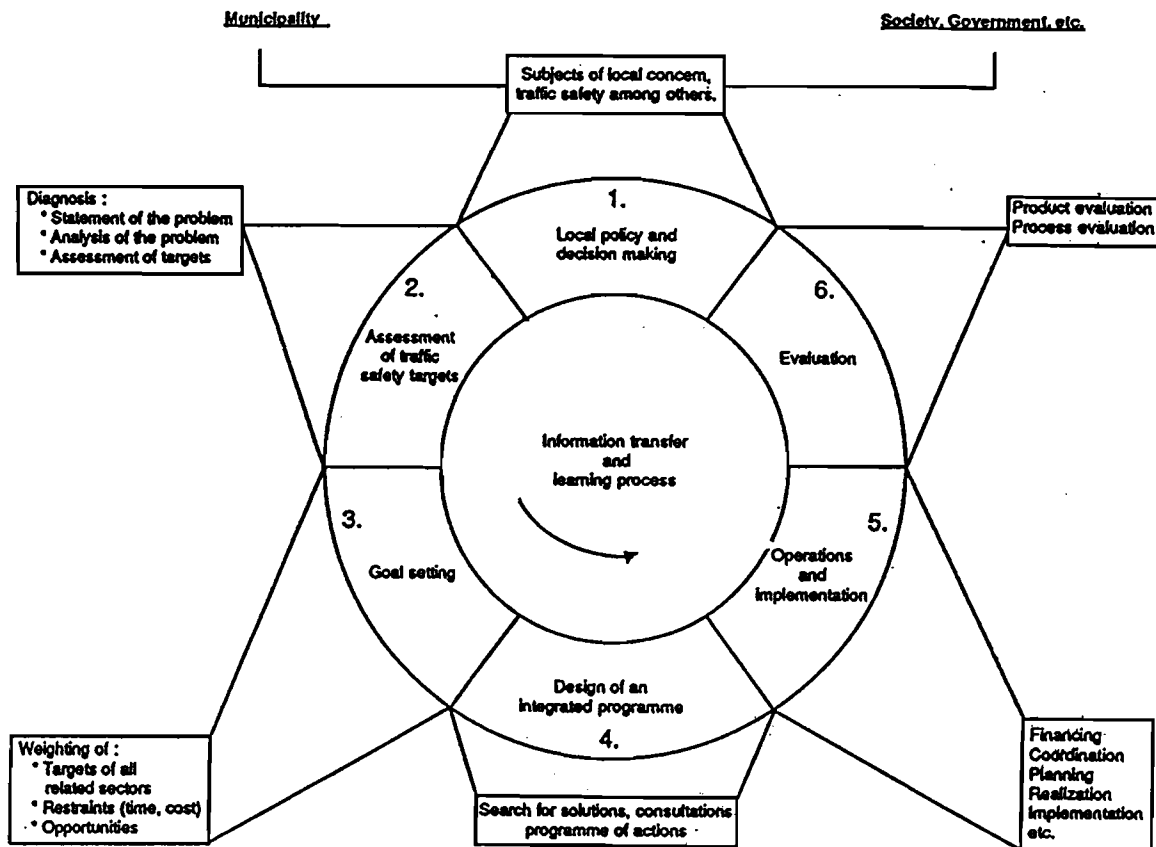 Municipality
Society, Government, etc.
Subjects of local concern,
traffic safety among others.
Diagnosis :
* Statement of the problem
* Analysis of the problem
* Assessment of targets
Product evaluation
Process evaluation
1.
Local policy and
decision making
2.
Assessment
of traffic
safety targets
6.
Evaluation
Information transfer
and
learning process
3.
Goal setting
5.
Operations
and
implementation
Design of an
integrated programme
4.
Weighting of :
* Targets of all
related sectors
* Restraints (time, cost)
* Opportunities
Search for solutions, consultations
programme of actions
Financing
Coordination
Planning
Realization
Implementation
etc.